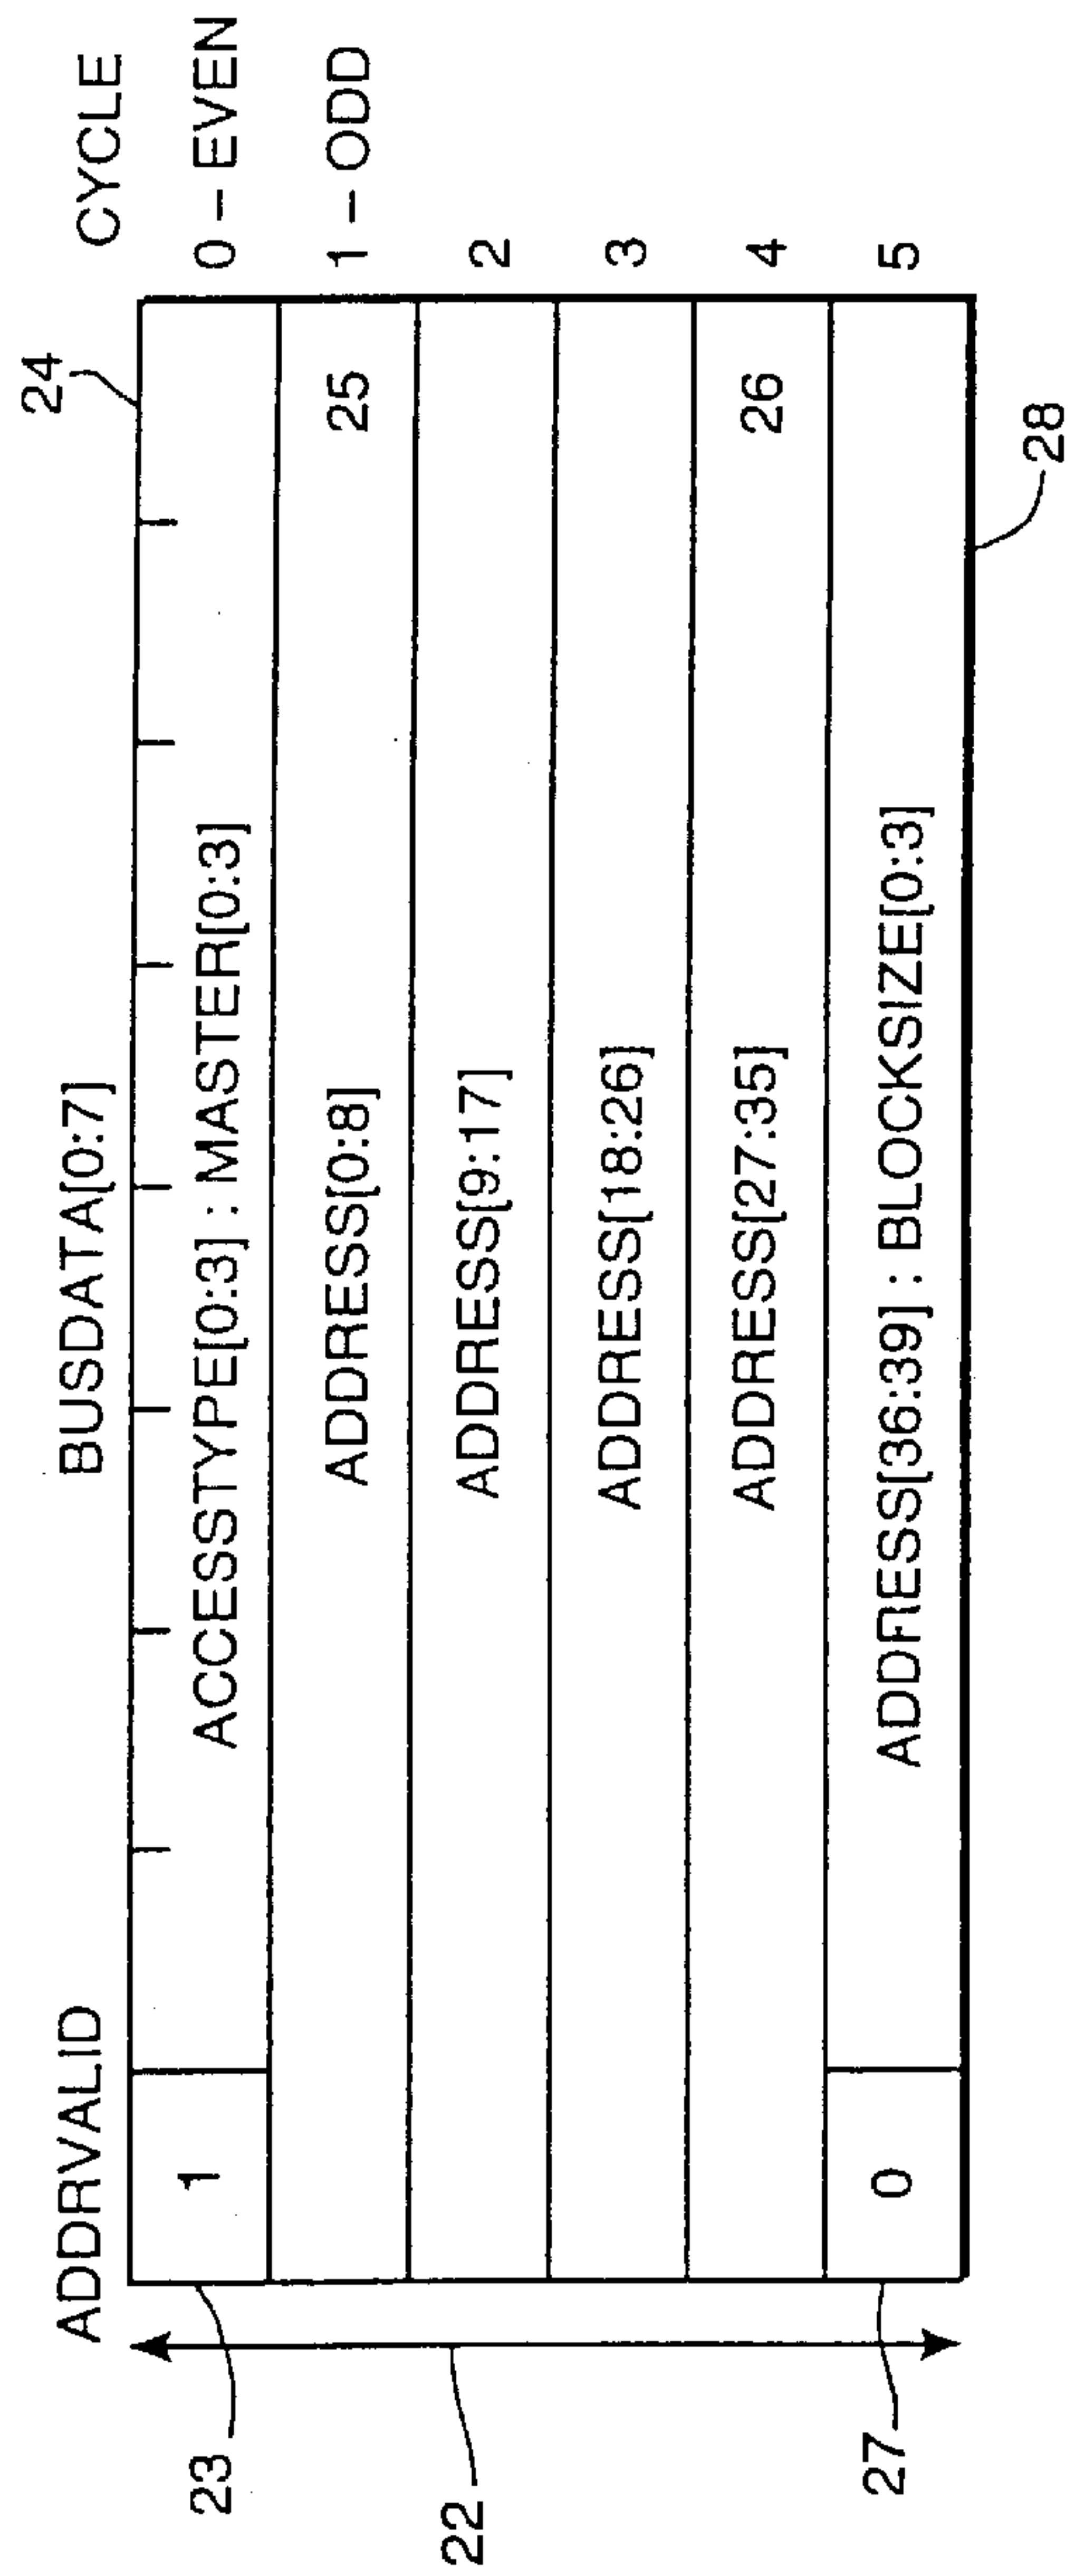 ADDRVALID BUSDATA[0:7] 24 CYCLE
23 1 ACCESSTYPE[0:3] : MASTER[0:3] 0 – EVEN
ADDRESS[0:8] 25 1 – ODD
22 ADDRESS[9:17] 2
ADDRESS[18:26] 3
ADDRESS[27:35] 26 4
27 0 ADDRESS[36:39] : BLOCKSIZE[0:3] 5
28